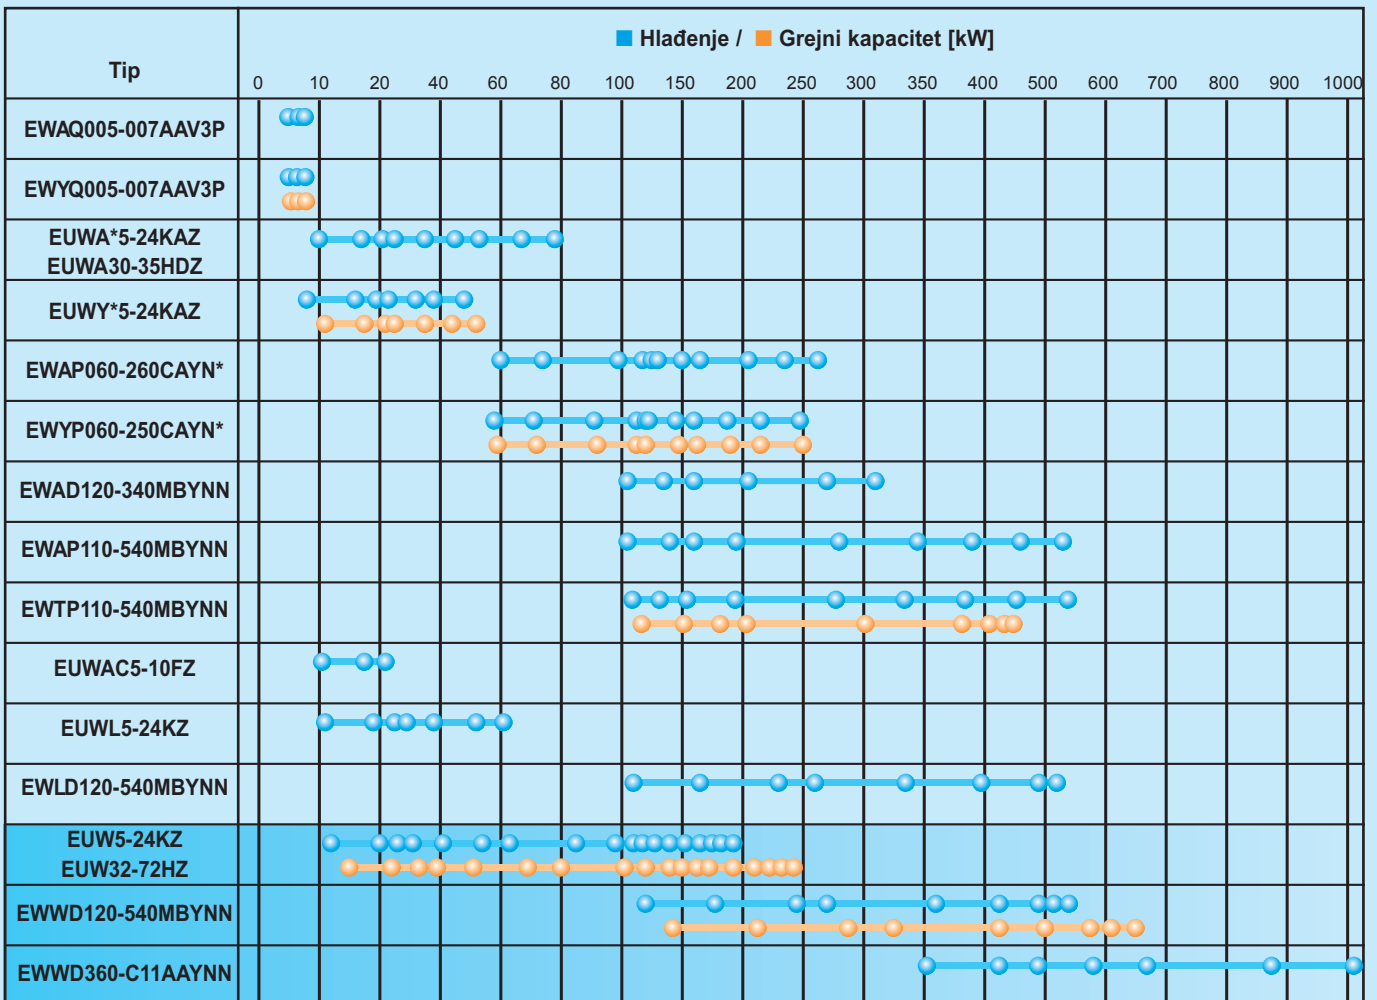 Hlađenje / Grejni kapacitet [kW]
Tip
0 10 20 40 60 80 100 150 200 250 300 350 400 500 600 700 800 900 1000
EWAQ005-007AAV3P
EWYQ005-007AAV3P
EUWA*5-24KAZ
EUWA30-35HDZ
EUWY*5-24KAZ
EWAP060-260CAYN*
EWYP060-250CAYN*
EWAD120-340MBYNN
EWAP110-540MBYNN
EWTP110-540MBYNN
EUWAC5-10FZ
EUWL5-24KZ
EWLD120-540MBYNN
EUW5-24KZ
EUW32-72HZ
EWWD120-540MBYNN
EWWD360-C11AAYNN